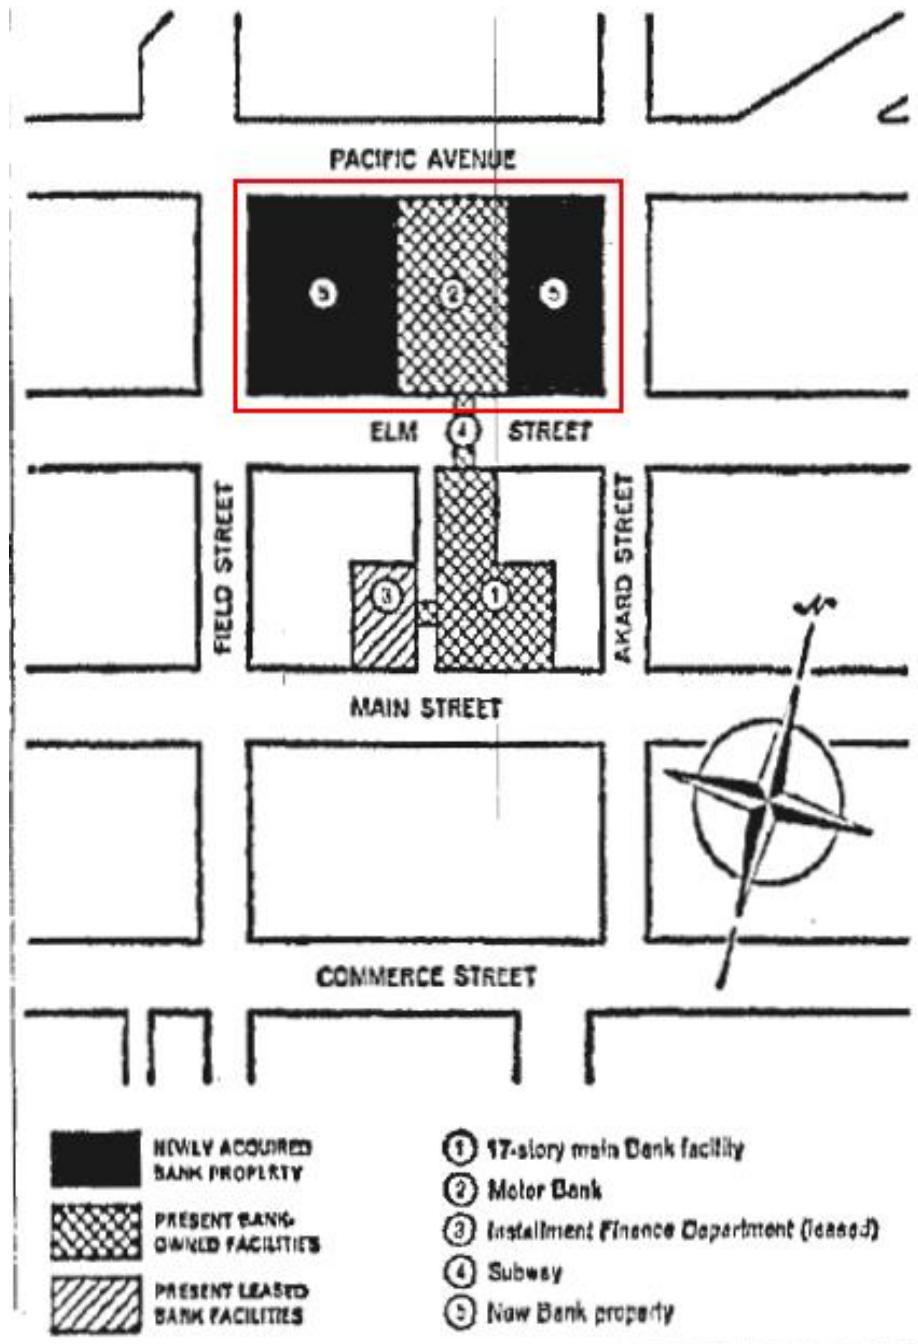 PACIFIC AVENUE
5
2
5
ELM 4 STREET
FIELD STREET
AKARD STREET
3
1
N
MAIN STREET
COMMERCE STREET
NEWLY ACQUIRED
BANK PROPERTY
PRESENT BANK-
OWNED FACILITIES
PRESENT LEASED
BANK FACILITIES
1 17-story main Bank facility
2 Motor Bank
3 Installment Finance Department (leased)
4 Subway
5 New Bank property